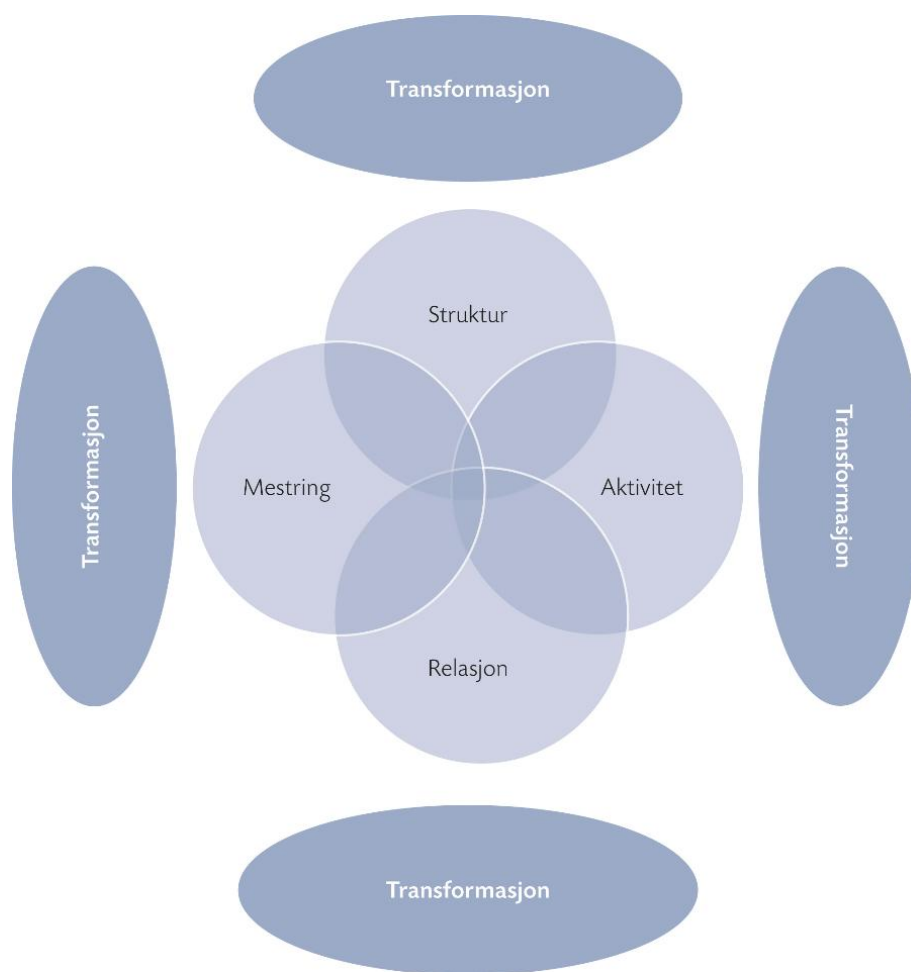 Transformasjon
Struktur
Transformasjon
Mestring
Aktivitet
Transformasjon
Relasjon
Transformasjon